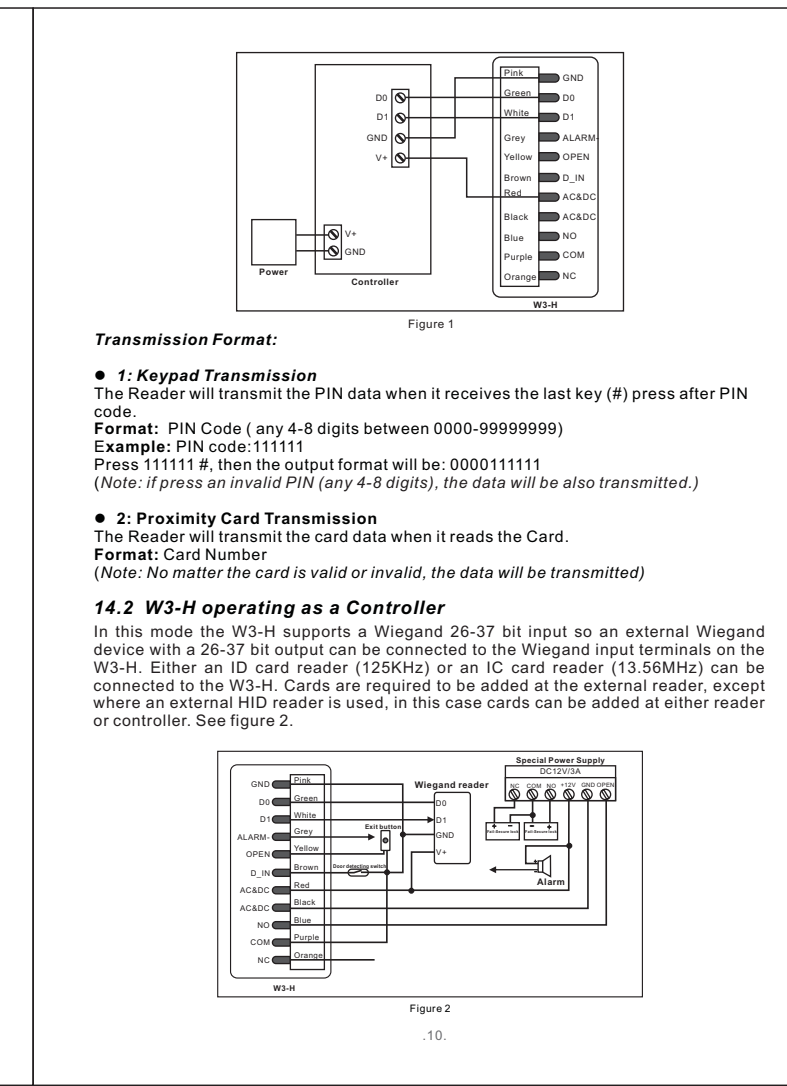 Pink GND
Green D0 D0
White D1 D1
GND Grey ALARM-
V+ Yellow OPEN
Brown D_IN
Red AC&DC
Black AC&DC
V+ Blue NO
GND Purple COM
Power Controller Orange NC
W3-H
Figure 1
Transmission Format:
● 1: Keypad Transmission
The Reader will transmit the PIN data when it receives the last key (#) press after PIN
code.
Format: PIN Code ( any 4-8 digits between 0000-99999999)
Example: PIN code:111111
Press 111111 #, then the output format will be: 0000111111
(Note: if press an invalid PIN (any 4-8 digits), the data will be also transmitted.)
● 2: Proximity Card Transmission
The Reader will transmit the card data when it reads the Card.
Format: Card Number
(Note: No matter the card is valid or invalid, the data will be transmitted)
14.2 W3-H operating as a Controller
In this mode the W3-H supports a Wiegand 26-37 bit input so an external Wiegand
device with a 26-37 bit output can be connected to the Wiegand input terminals on the
W3-H. Either an ID card reader (125KHz) or an IC card reader (13.56MHz) can be
connected to the W3-H. Cards are required to be added at the external reader, except
where an external HID reader is used, in this case cards can be added at either reader
or controller. See figure 2.
Special Power Supply
DC12V/3A
NC COM NO +12V GND OPEN
GND Pink Wiegand reader
D0 Green D0
D1 White D1
ALARM- Grey Exit button GND
Fail-Secure lock Fail-Secure lock
OPEN Yellow V+
D_IN Brown Door detecting switch
AC&DC Red Alarm
AC&DC Black
NO Blue
COM Purple
NC Orange
W3-H
Figure 2
.10.